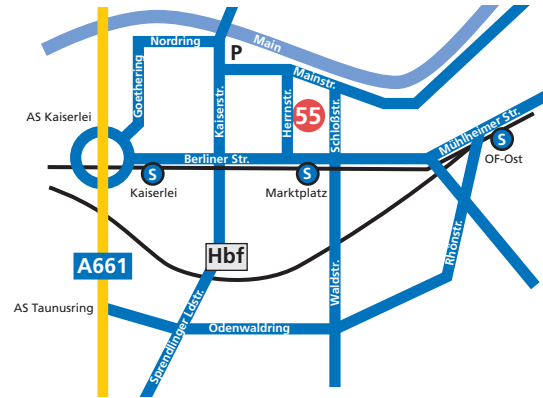 Nordring
Main
P
Mainstr.
Goethering
Kaiserstr.
Herrnstr.
55
Schloßstr.
AS Kaiserlei
Mühlheimer Str.
Berliner Str.
S
OF-Ost
S
Kaiserlei
S
Marktplatz
Hbf
A661
Rhönstr.
Waldstr.
AS Taunusring
Sprendlinger Ldstr.
Odenwaldring